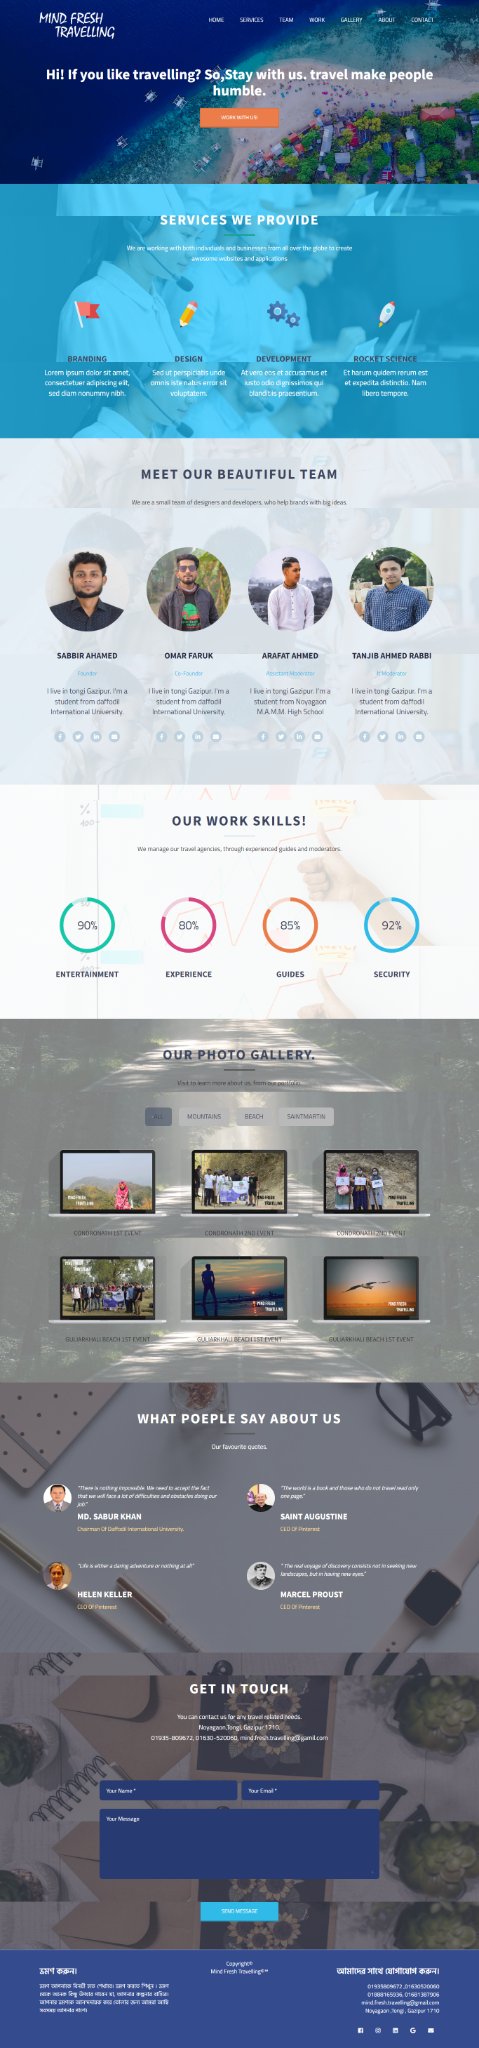 MIND FRESH
TRAVELLING
HOME SERVICES TEAM WORK GALLERY ABOUT CONTACT
Hi! If you like travelling? So,Stay with us. travel make people
humble.
WORK WITH US!
SERVICES WE PROVIDE
We are working with both individuals and businesses from all over the globe to create
awesome websites and applications
BRANDING
Lorem ipsum dolor sit amet,
consectetuer adipiscing elit,
sed diam nonummy nibh.
DESIGN
Sed ut perspiciatis unde
omnis iste natus error sit
voluptatem.
DEVELOPMENT
At vero eos et accusamus et
iusto odio dignissimos qui
blanditiis praesentium.
ROCKET SCIENCE
Et harum quidem rerum est
et expedita distinctio. Nam
libero tempore.
MEET OUR BEAUTIFUL TEAM
We are a small team of designers and developers, who help brands with big ideas.
SABBIR AHAMED
Founder
I live in tongi Gazipur. I'm a
student from daffodil
International University.
OMAR FARUK
Co-Founder
I live in tongi Gazipur. I'm a
student from daffodil
International University.
ARAFAT AHMED
Assistant Moderator
I live in tongi Gazipur. I'm a
student from Noyagaon
M.A.M.M. High School
TANJIB AHMED RABBI
It Moderator
I live in tongi Gazipur. I'm a
student from daffodil
International University.
OUR WORK SKILLS!
We manage our travel agencies, through experienced guides and moderators.
90% 80% 85% 92%
ENTERTAINMENT EXPERIENCE GUIDES SECURITY
OUR PHOTO GALLERY.
Visit to learn more about us, from our portfolio.
ALL MOUNTAINS BEACH SAINTMARTIN
CONDRONATH 1ST EVENT CONDRONATH 2ND EVENT CONDRONATH 2ND EVENT
GULIARKHALI BEACH 1ST EVENT GULIARKHALI BEACH 1ST EVENT GULIARKHALI BEACH 1ST EVENT
WHAT POEPLE SAY ABOUT US
Our favourite quotes.
"There is nothing impossible. We need to accept the fact
that we will face a lot of difficulties and obstacles doing our
job."
MD. SABUR KHAN
Chairman Of Daffodil International University.
"The world is a book and those who do not travel read only
one page."
SAINT AUGUSTINE
CEO Of Pinterest
"Life is either a daring adventure or nothing at all"
HELEN KELLER
CEO Of Pinterest
" The real voyage of discovery consists not in seeking new
landscapes, but in having new eyes."
MARCEL PROUST
CEO Of Pinterest
GET IN TOUCH
You can contact us for any travel related needs.
Noyagaon,Tongi, Gazipur 1710.
01935-809672, 01630-520060, mind.fresh.travelling@gamil.com
Your Name *
Your Email *
Your Message
SEND MESSAGE
ভ্রমণ করুন।
Copyright©
Mind Fresh Travelling®™
আমাদের সাথে যোগাযোগ করুন।
01935809672, 01630520060
01888165936, 01681387906
mind.fresh.travelling@gmail.com
Noyagaon ,Tongi , Gazipur 1710